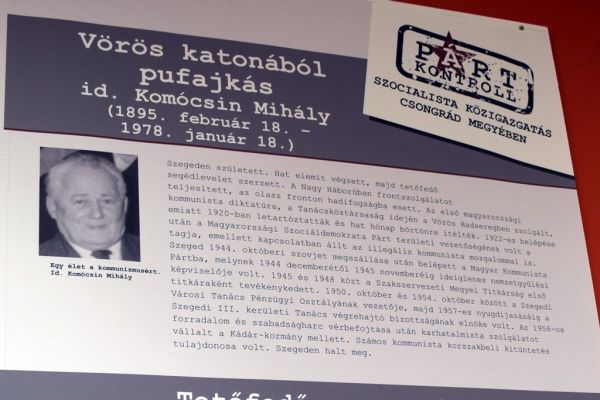 Vörös katonából
pufajkás
id. Komócsin Mihály
(1895. február 18. –
1978. január 18.)
PÁRT
KONTROLL
SZOCIALISTA KÖZIGAZGATÁS
CSONGRÁD MEGYÉBEN
Szegeden született. Hat elemit végzett, majd tetőfedő
segédlevelet szerzett. A Nagy Háborúban frontszolgálatot
teljesített, az olasz fronton hadifogságba esett. Az első magyarországi
kommunista diktatúra, a Tanácsköztársaság idején a Vörös Hadseregben szolgált,
emiatt 1920-ban letartóztatták és hat hónap börtönre ítélték. 1922-es belépése
után a Magyarországi Szociáldemokrata Párt területi vezetőségének volt a
tagja, emellett kapcsolatban állt az illegális kommunista mozgalommal is.
Szeged 1944. októberi szovjet megszállása után belépett a Magyar Kommunista
Pártba, melynek 1944 decemberétől 1945 novemberéig ideiglenes nemzetgyűlési
képviselője volt. 1945 és 1948 közt a Szakszervezeti Megyei Titkárság első
titkáraként tevékenykedett. 1950. október és 1954. október között a Szegedi
Városi Tanács Pénzügyi Osztályának vezetője, majd 1957-es nyugdíjazásáig a
Szegedi III. kerületi Tanács végrehajtó bizottságának elnöke volt. Az 1956-os
forradalom és szabadságharc vérbefojtása után karhatalmista szolgálatot
vállalt a Kádár-kormány mellett. Számos kommunista korszakbeli kitüntetés
tulajdonosa volt. Szegeden halt meg.
Egy élet a kommunizmusért.
Id. Komócsin Mihály
Tetőfedő